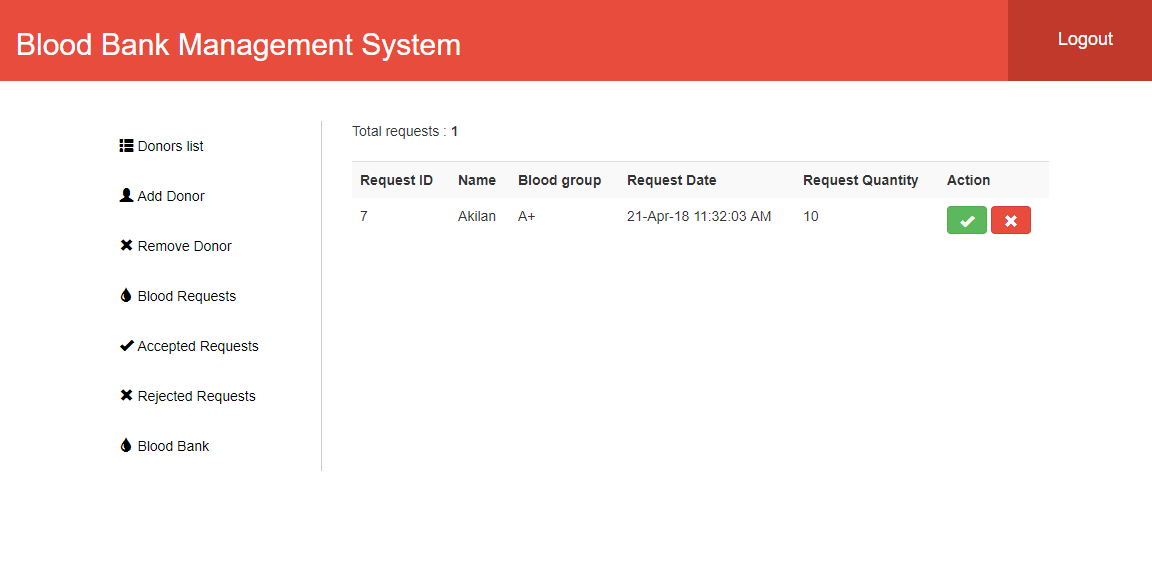 Blood Bank Management System
Logout
Donors list
Add Donor
Remove Donor
Blood Requests
Accepted Requests
Rejected Requests
Blood Bank
Total requests : 1
Request ID Name Blood group Request Date Request Quantity Action
7 Akilan A+ 21-Apr-18 11:32:03 AM 10